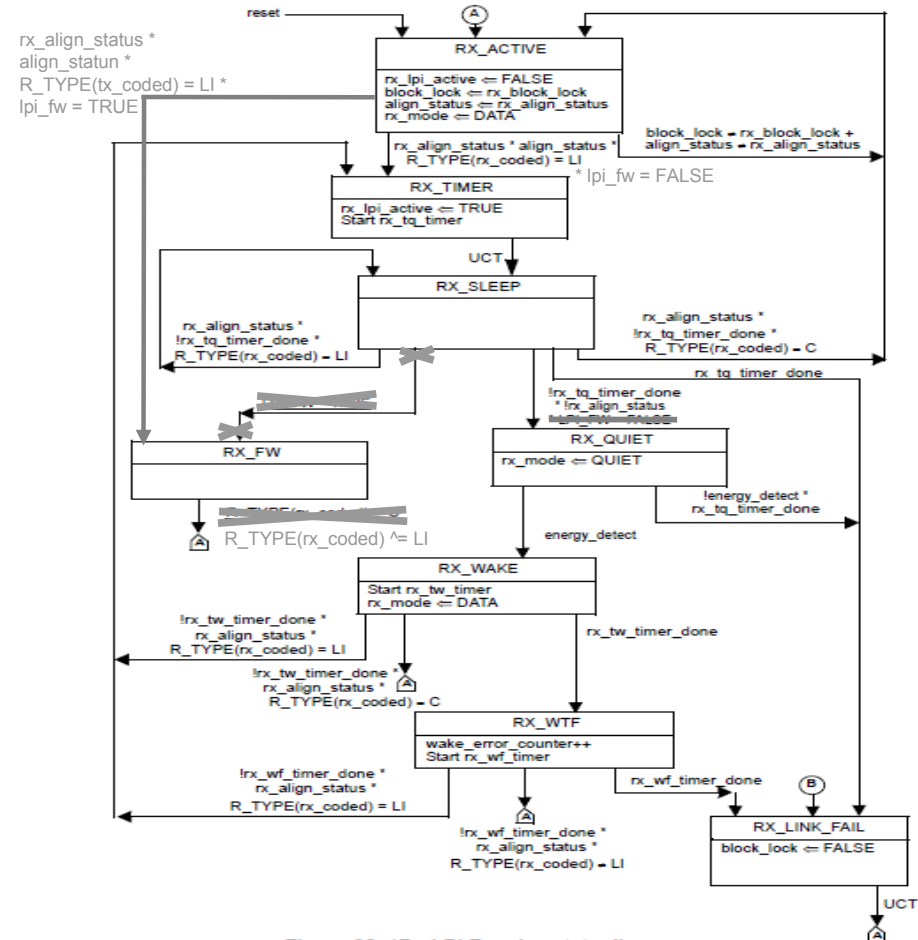 reset
A
rx_align_status *
align_statun *
R_TYPE(tx_coded) = LI *
lpi_fw = TRUE
RX_ACTIVE
rx_lpi_active ⇐ FALSE
block_lock ⇐ rx_block_lock
align_status ⇐ rx_align_status
rx_mode ⇐ DATA
block_lock ≠ rx_block_lock +
align_status ≠ rx_align_status
rx_align_status * align_status *
R_TYPE(rx_coded) = LI
* lpi_fw = FALSE
RX_TIMER
rx_lpi_active ⇐ TRUE
Start rx_tq_timer
UCT
RX_SLEEP
rx_align_status *
!rx_tq_timer_done *
R_TYPE(rx_coded) = LI
rx_align_status *
!rx_tq_timer_done *
R_TYPE(rx_coded) = C
rx_tq_timer_done
!rx_tq_timer_done
* !rx_align_status
* LPI_FW = FALSE
RX_FW
RX_QUIET
rx_mode ⇐ QUIET
R_TYPE(rx_coded) ^= LI
A
!energy_detect *
rx_tq_timer_done
energy_detect
RX_WAKE
Start rx_tw_timer
rx_mode ⇐ DATA
!rx_tw_timer_done *
rx_align_status *
R_TYPE(rx_coded) = LI
rx_tw_timer_done
!rx_tw_timer_done *
rx_align_status *
R_TYPE(rx_coded) = C
A
RX_WTF
wake_error_counter++
Start rx_wf_timer
!rx_wf_timer_done *
rx_align_status *
R_TYPE(rx_coded) = LI
rx_wf_timer_done
B
A
!rx_wf_timer_done *
rx_align_status *
R_TYPE(rx_coded) ≠ LI
RX_LINK_FAIL
block_lock ⇐ FALSE
UCT
A